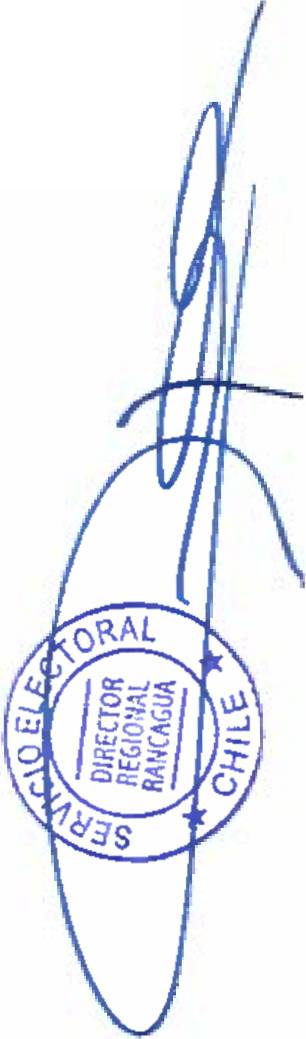 SERVICIO ELECTORAL
DIRECTOR
REGIONAL
RANCAGUA
★ CHILE ★